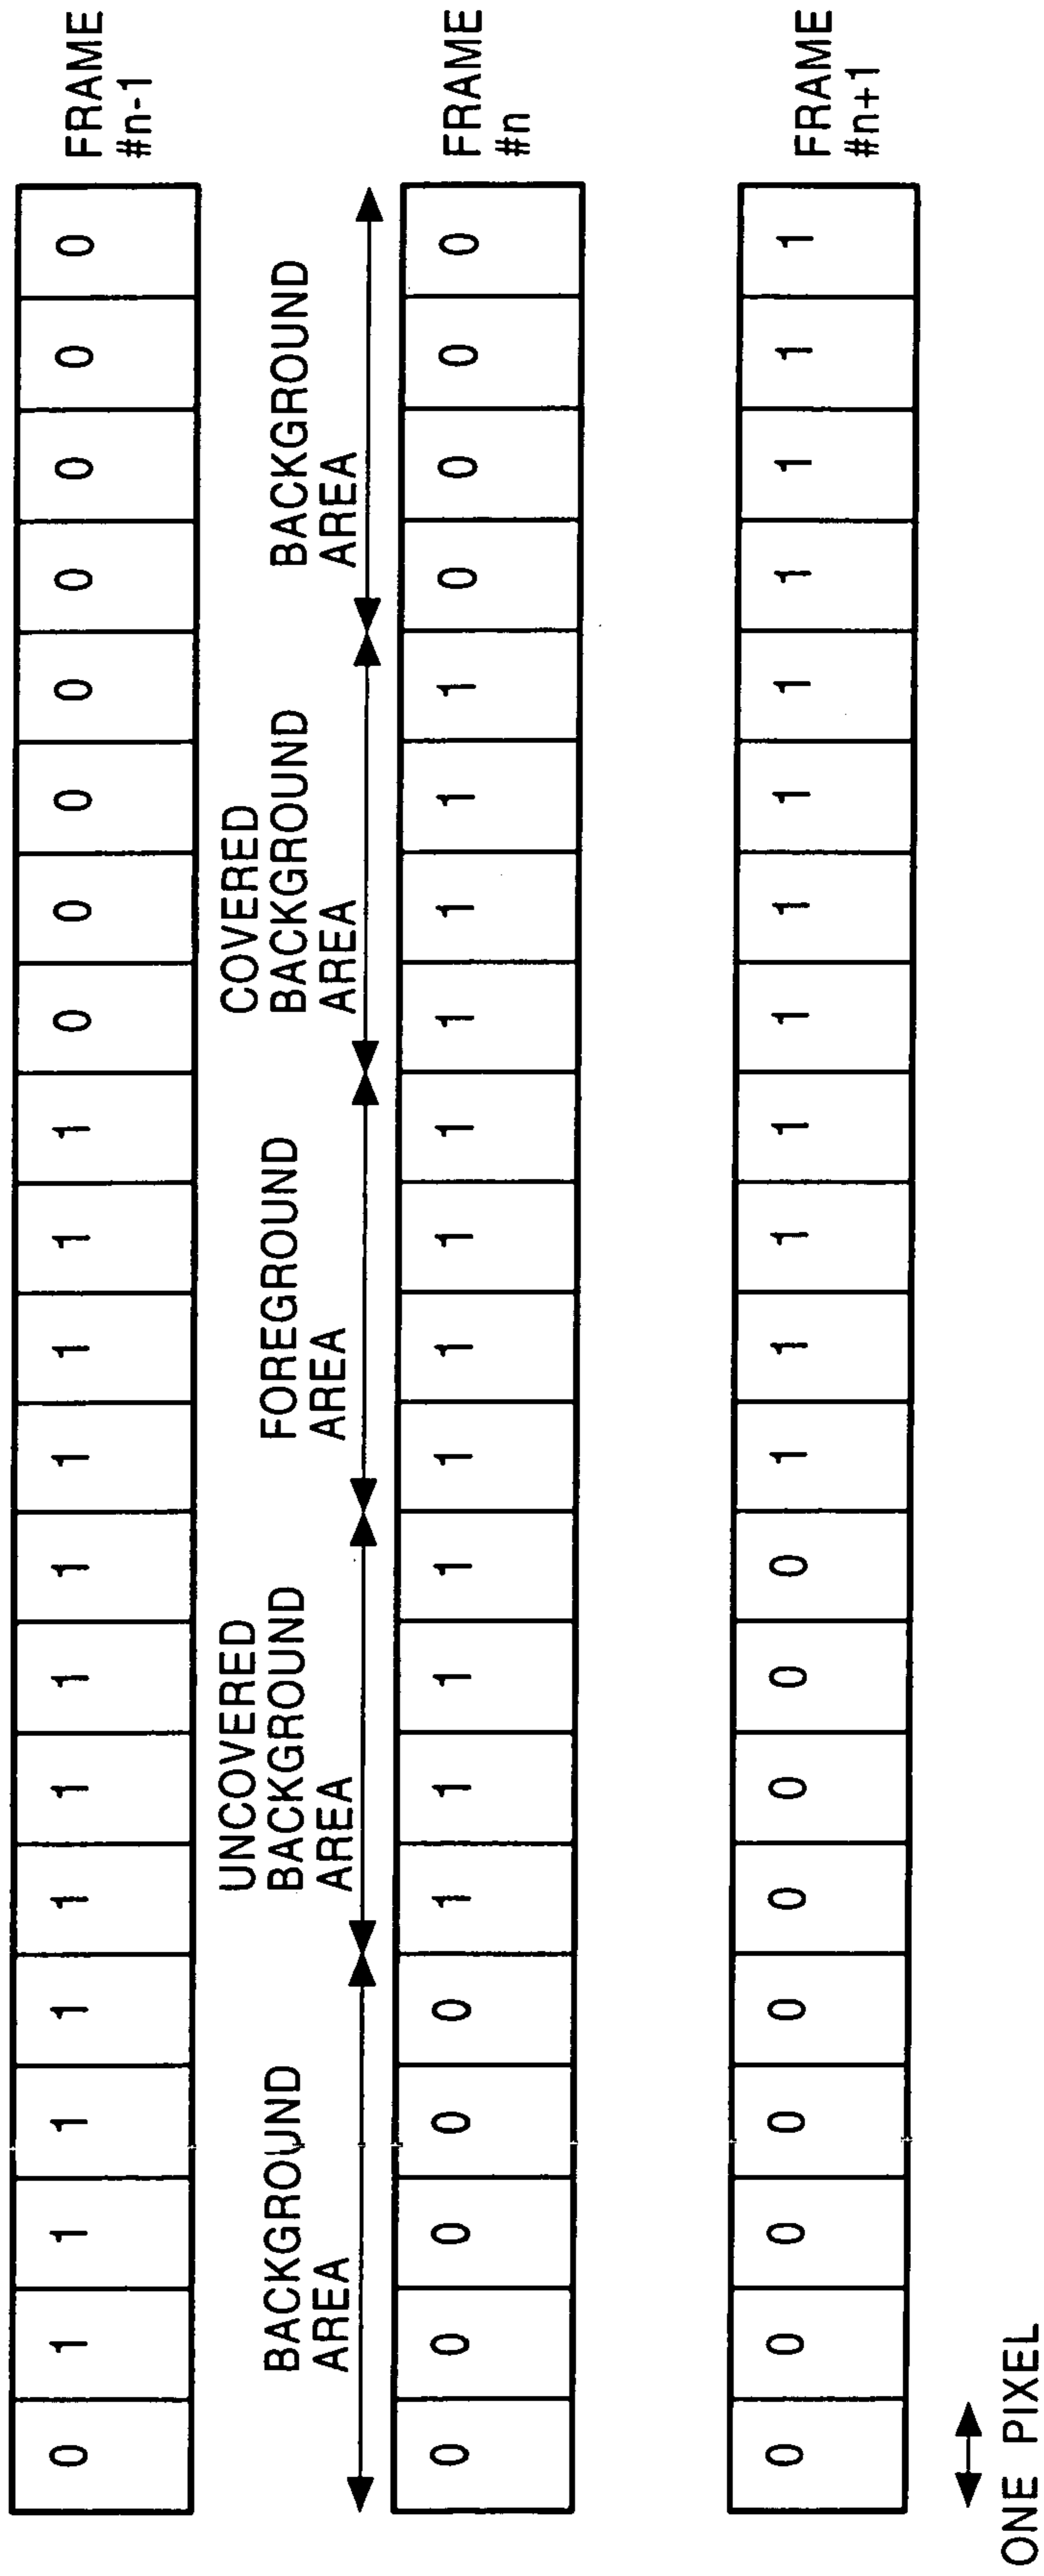 0 1 1 1 1 1 1 1 1 1 1 1 1 0 0 0 0 0 0 0 0
FRAME
#n-1
BACKGROUND
AREA
UNCOVERED
BACKGROUND
AREA
FOREGROUND
AREA
COVERED
BACKGROUND
AREA
BACKGROUND
AREA
0 0 0 0 0 1 1 1 1 1 1 1 1 1 1 1 1 0 0 0 0
FRAME
#n
0 0 0 0 0 0 0 0 0 1 1 1 1 1 1 1 1 1 1 1 1
FRAME
#n+1
ONE PIXEL